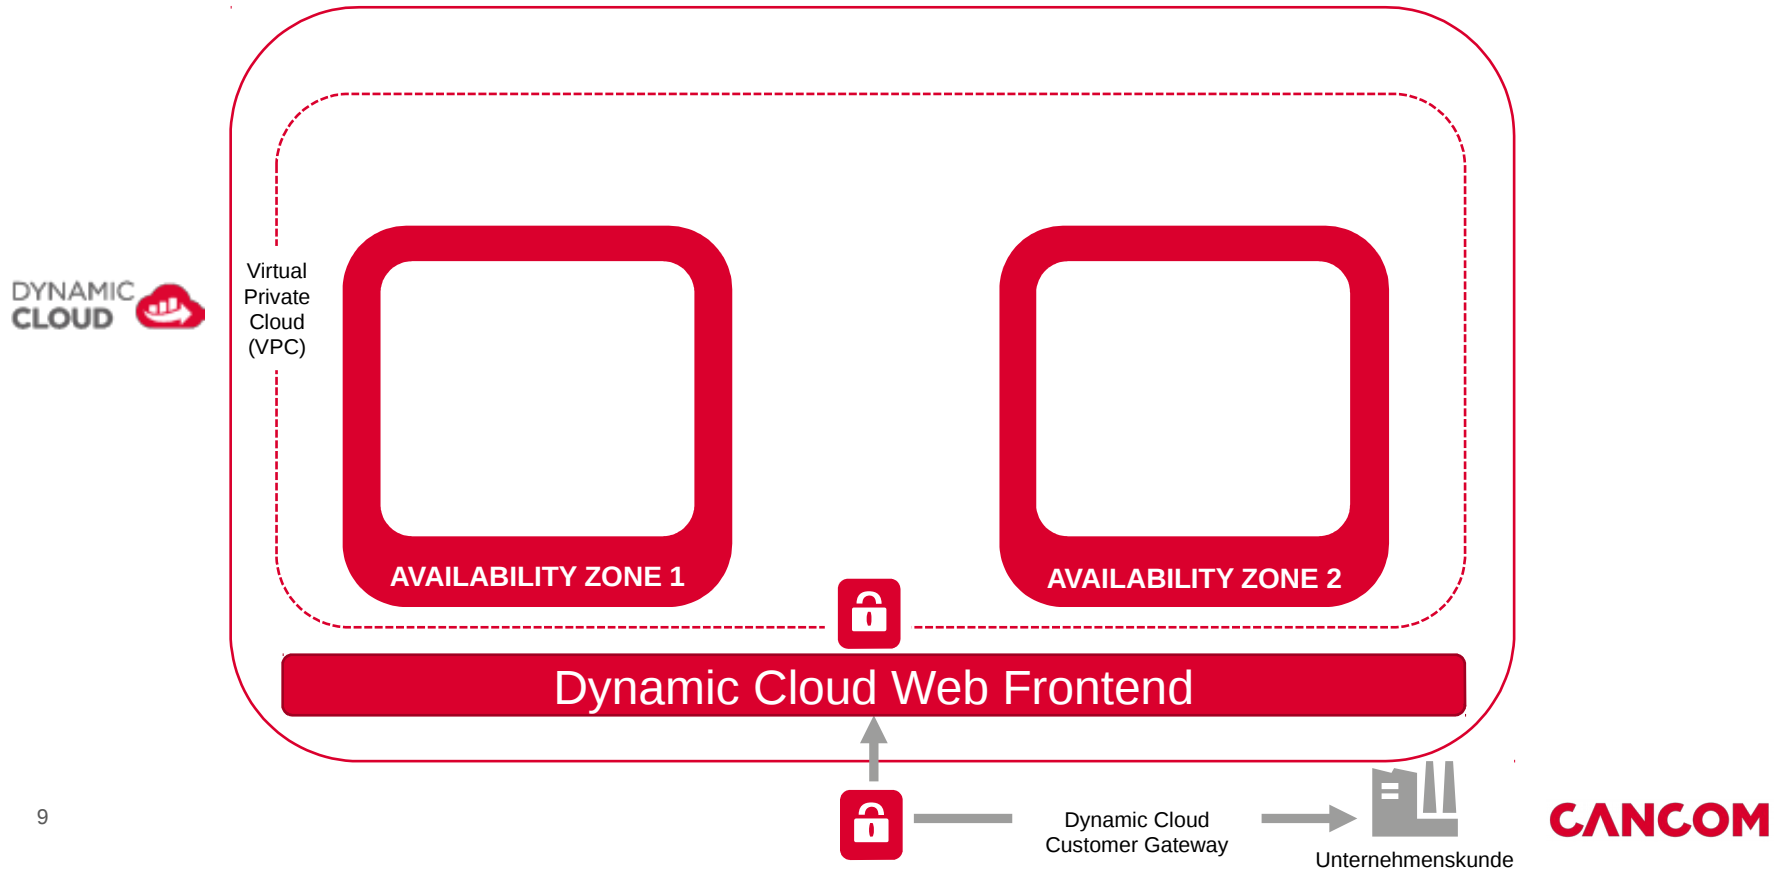 DYNAMIC
CLOUD
Virtual
Private
Cloud
(VPC)
AVAILABILITY ZONE 1
AVAILABILITY ZONE 2
Dynamic Cloud Web Frontend
Dynamic Cloud
Customer Gateway
Unternehmenskunde
9
CANCOM